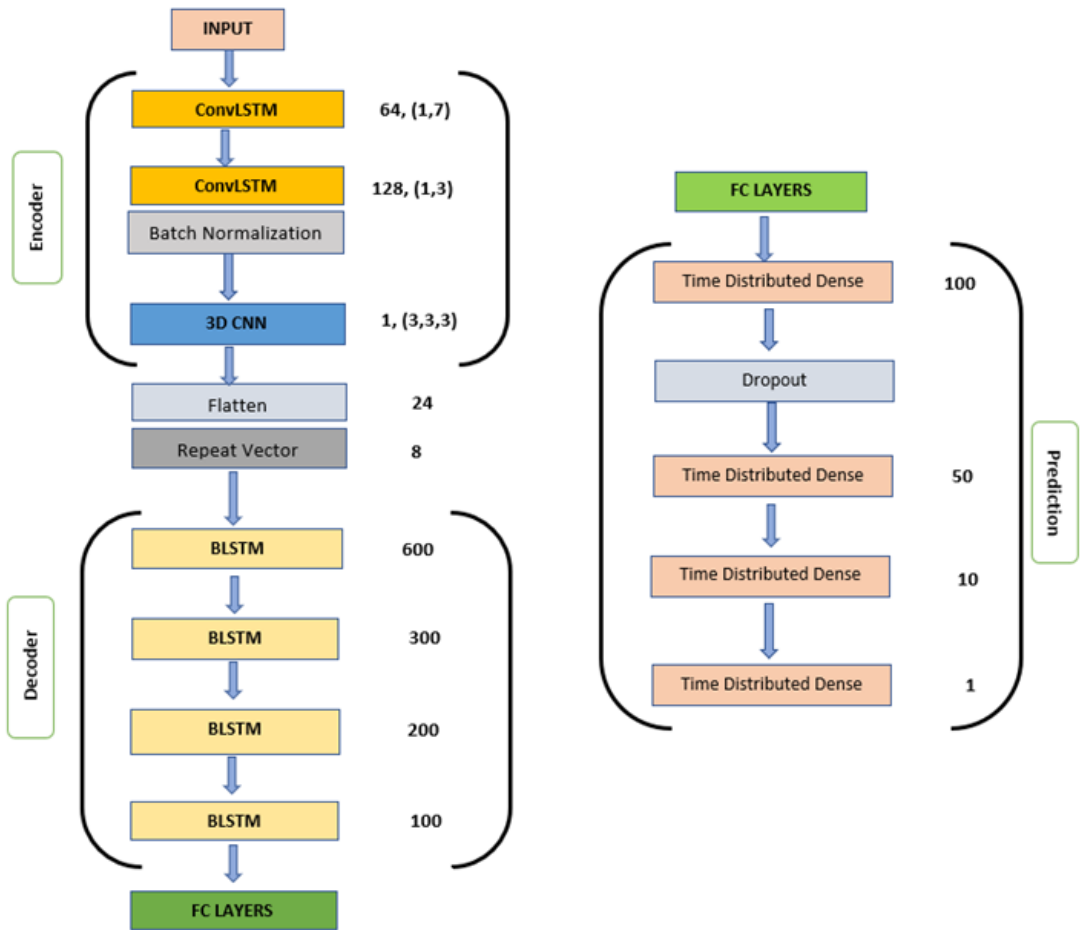 INPUT
Encoder
ConvLSTM
64, (1,7)
ConvLSTM
128, (1,3)
Batch Normalization
3D CNN
1, (3,3,3)
Flatten
24
Repeat Vector
8
Decoder
BLSTM
600
BLSTM
300
BLSTM
200
BLSTM
100
FC LAYERS
FC LAYERS
Time Distributed Dense
100
Dropout
Time Distributed Dense
50
Time Distributed Dense
10
Time Distributed Dense
1
Prediction